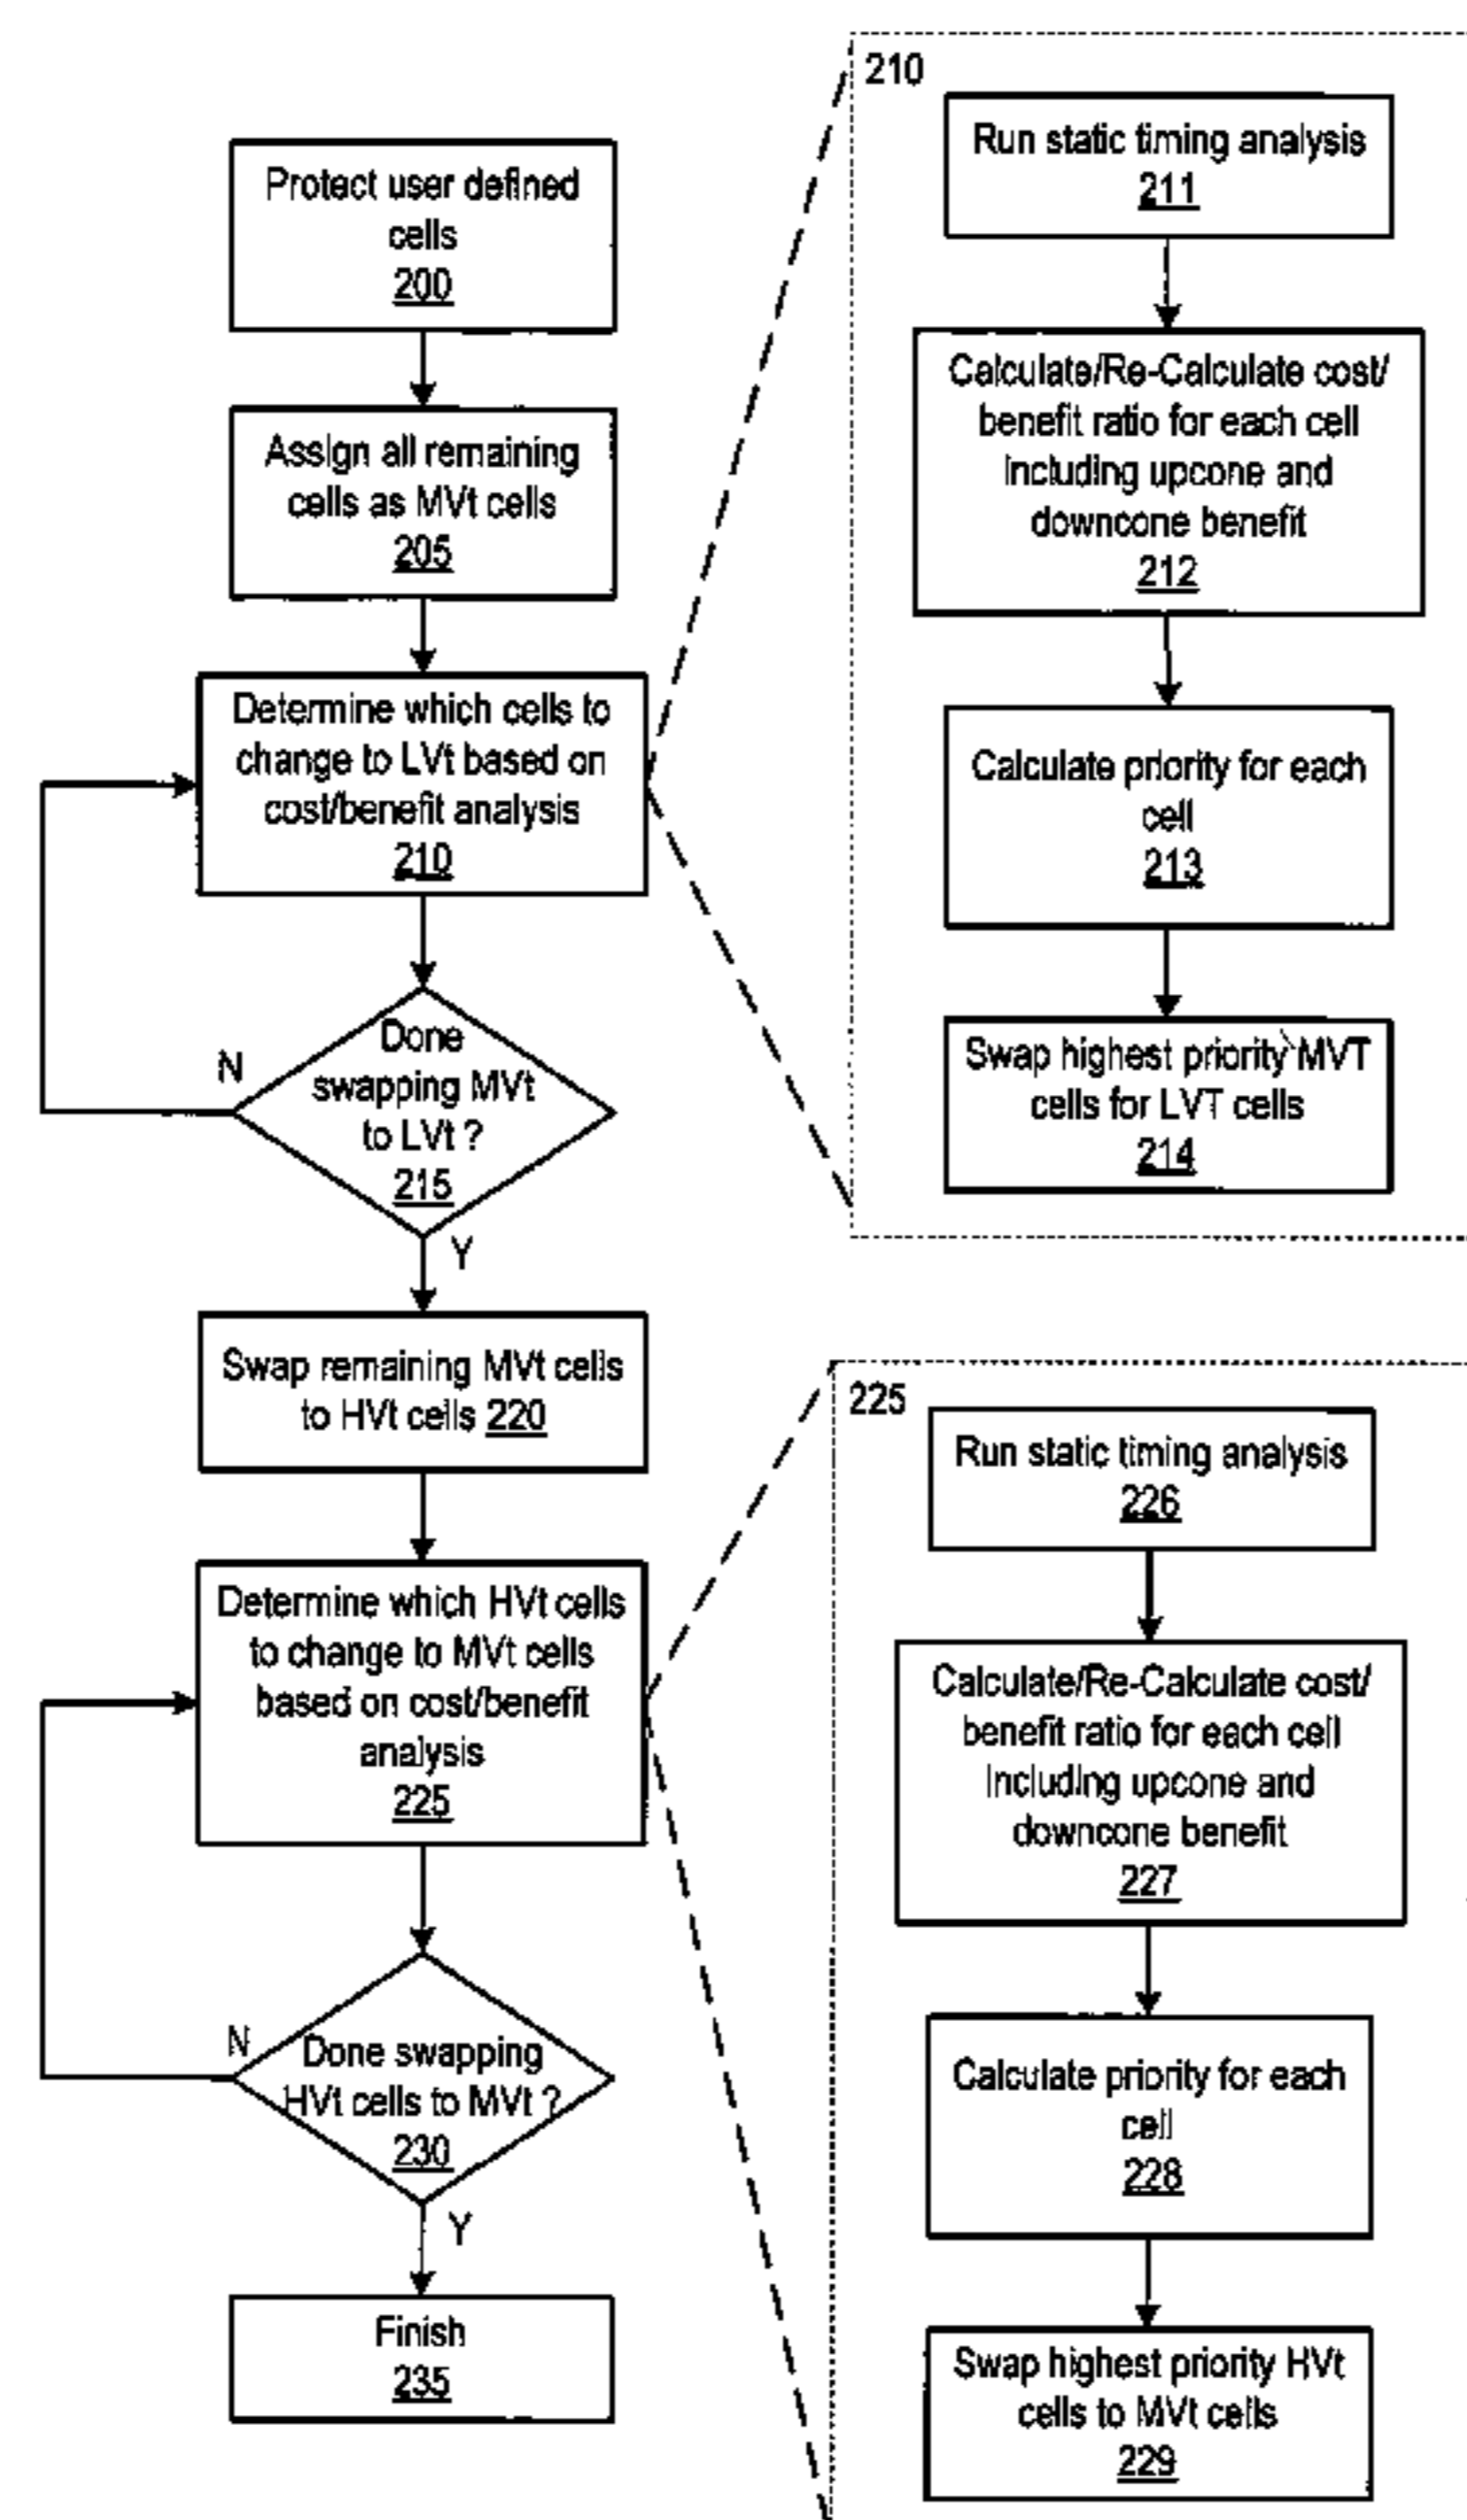 Protect user defined
cells
200
Assign all remaining
cells as MVt cells
205
Determine which cells to
change to LVt based on
cost/benefit analysis
210
Done
swapping MVt
to LVt ?
215
N
Y
Swap remaining MVt cells
to HVt cells 220
Determine which HVt cells
to change to MVt cells
based on cost/benefit
analysis
225
N
Done swapping
HVt cells to MVt ?
230
Y
Finish
235
210
Run static timing analysis
211
Calculate/Re-Calculate cost/
benefit ratio for each cell
including upcone and
downcone benefit
212
Calculate priority for each
cell
213
Swap highest priority MVT
cells for LVT cells
214
225
Run static timing analysis
226
Calculate/Re-Calculate cost/
benefit ratio for each cell
including upcone and
downcone benefit
227
Calculate priority for each
cell
228
Swap highest priority HVt
cells to MVt cells
229